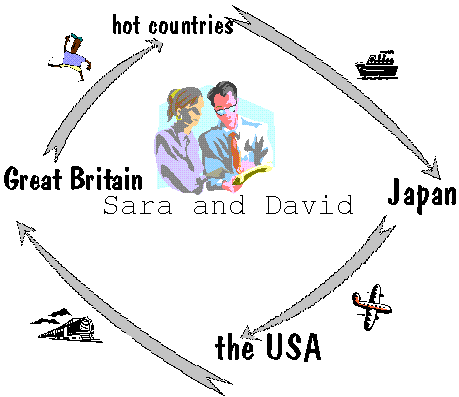 hot countries
Great Britain
Sara and David
Japan
the USA